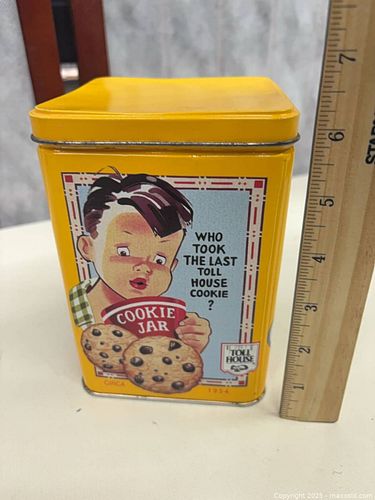 WHO
TOOK
THE LAST
TOLL
HOUSE
COOKIE
?
COOKIE
JAR
TOLL
HOUSE
CIRCA 1954
7
6
5
4
3
2
1
Copyright 2025 - maxsold.com